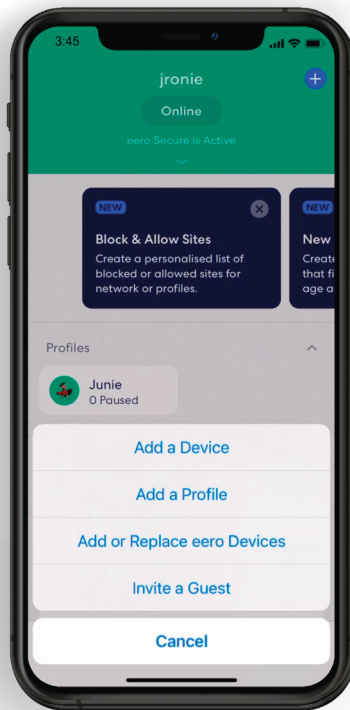 3:45
jronie
Online
eero Secure is Active
NEW
Block & Allow Sites
Create a personalised list of
blocked or allowed sites for
network or profiles.
NEW
New
Create
that fi
age a
Profiles
Junie
0 Paused
Add a Device
Add a Profile
Add or Replace eero Devices
Invite a Guest
Cancel